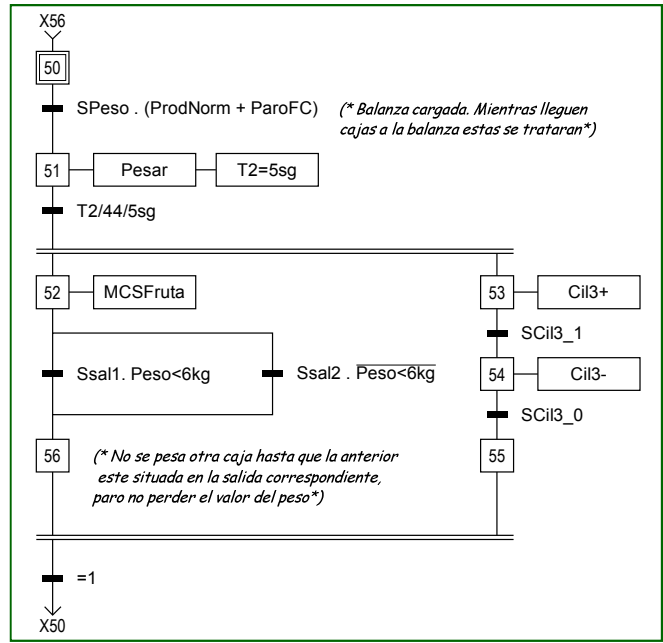 X56
50
SPeso . (ProdNorm + ParoFC)
(* Balanza cargada. Mientras lleguen
cajas a la balanza estas se trataran*)
51
Pesar
T2=5sg
T2/44/5sg
52
MCSFruta
53
Cil3+
SCil3_1
Ssal1. Peso<6kg
Ssal2 . Peso<6kg
54
Cil3-
SCil3_0
56
(* No se pesa otra caja hasta que la anterior
este situada en la salida correspondiente,
paro no perder el valor del peso*)
55
=1
X50